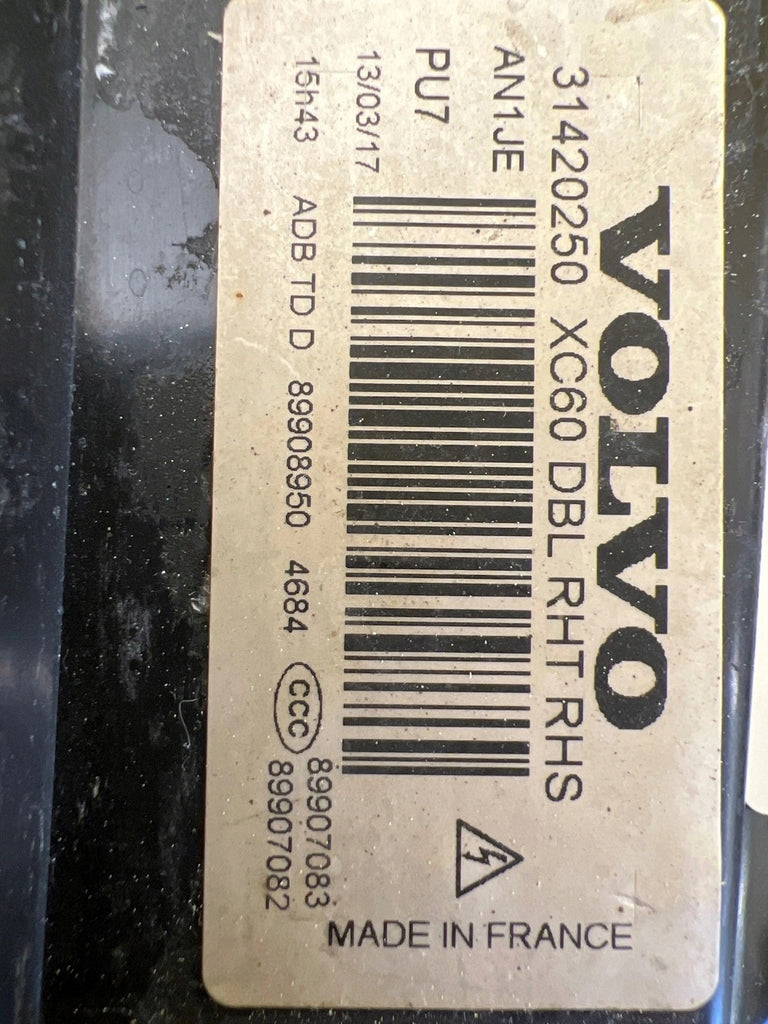 VOLVO
31420250 XC60 DBL RHT RHS
AN1JE
PU7
13/03/17
15h43 ADB TD D 89908950 4684 CCC 89907083
89907082
MADE IN FRANCE